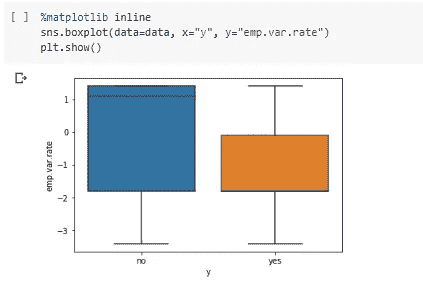 [ ] %matplotlib inline
sns.boxplot(data=data, x="y", y="emp.var.rate")
plt.show()
1
0
-1
-2
-3
emp.var.rate
no yes
y